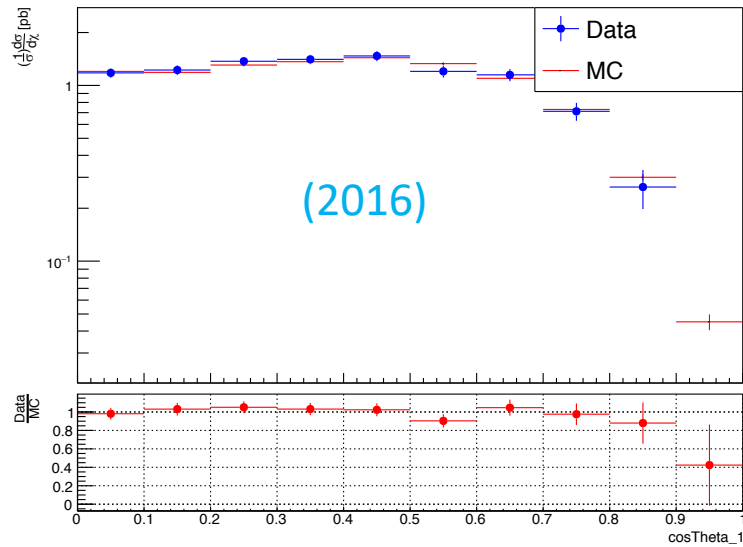 (1/σ) dσ/dχ [pb]
Data
MC
1
(2016)
10⁻¹
Data/MC
1
0.8
0.6
0.4
0.2
0
0 0.1 0.2 0.3 0.4 0.5 0.6 0.7 0.8 0.9 1
cosTheta_1